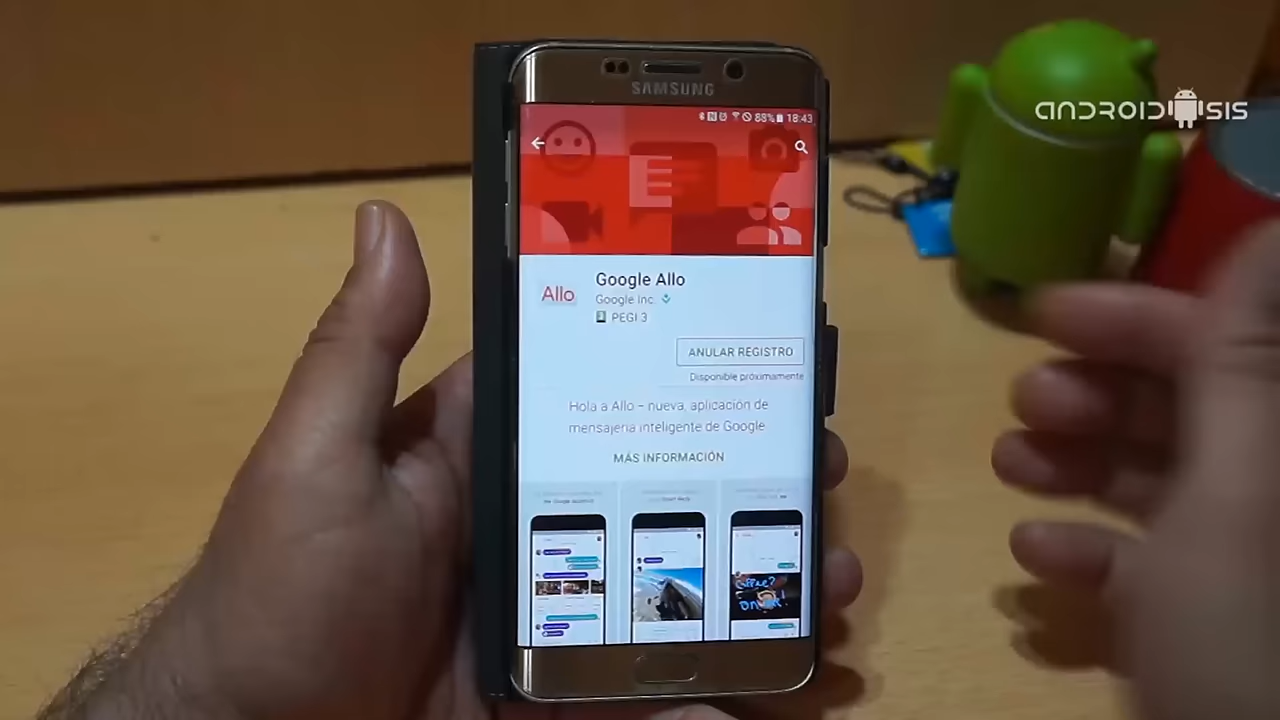 ANDROIDSIS
SAMSUNG
88% 18:43
Allo
Google Allo
Google Inc.
PEGI 3
ANULAR REGISTRO
Disponible próximamente
Hola a Allo – nueva, aplicación de
mensajería inteligente de Google
MÁS INFORMACIÓN